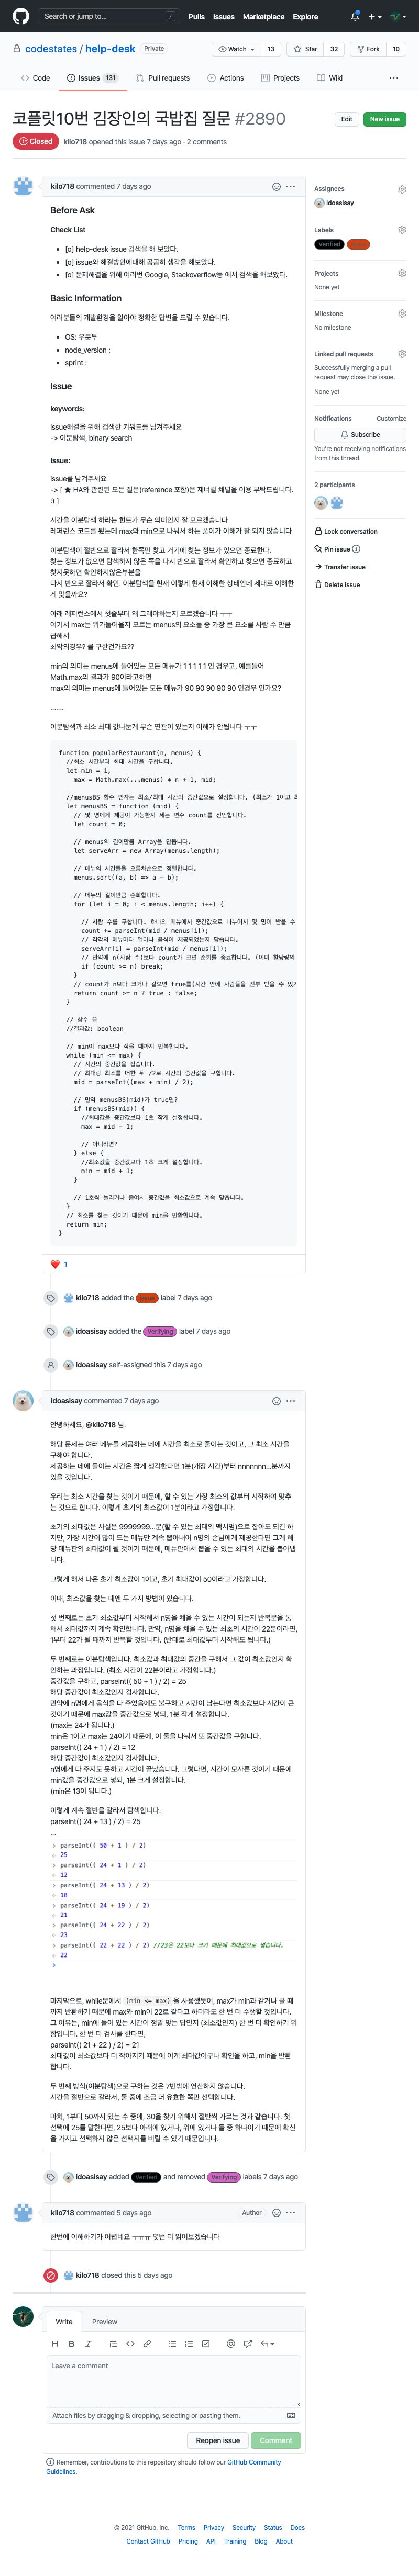 Search or jump to...
/
Pulls Issues Marketplace Explore
codestates / help-desk Private
Watch 13 Star 32 Fork 10
Code Issues 131 Pull requests Actions Projects Wiki
코플릿10번 김장인의 국밥집 질문 #2890
Edit New issue
Closed kilo718 opened this issue 7 days ago · 2 comments
kilo718 commented 7 days ago
Before Ask
Check List
[o] help-desk issue 검색을 해 보았다.
[o] issue와 해결방안에대해 곰곰히 생각을 해보았다.
[o] 문제해결을 위해 여러번 Google, Stackoverflow등 에서 검색을 해보았다.
Basic Information
여러분들의 개발환경을 알아야 정확한 답변을 드릴 수 있습니다.
OS: 우분투
node_version :
sprint :
Issue
keywords:
issue해결을 위해 검색한 키워드를 남겨주세요
-> 이분탐색, binary search
Issue:
issue를 남겨주세요
-> [ ★ HA와 관련된 모든 질문(reference 포함)은 제너럴 채널을 이용 부탁드립니다.
:) ]
시간을 이분탐색 하라는 힌트가 무슨 의미인지 잘 모르겠습니다
레퍼런스 코드를 봤는데 max와 min으로 나눠서 하는 풀이가 이해가 잘 되지 않습니다
이분탐색이 절반으로 잘라서 한쪽만 찾고 거기에 찾는 정보가 있으면 종료한다.
찾는 정보가 없으면 탐색하지 않은 쪽을 다시 반으로 잘라서 확인하고 찾으면 종료하고
찾지못하면 확인하지않은부분을
다시 반으로 잘라서 확인. 이분탐색을 현재 이렇게 현재 이해한 상태인데 제대로 이해한
게 맞을까요?
아래 레퍼런스에서 첫줄부터 왜 그래야하는지 모르겠습니다 ㅜㅜ
여기서 max는 뭐가들어올지 모르는 menus의 요소들 중 가장 큰 요소를 사람 수 만큼
곱해서
최악의경우? 를 구한건가요??
min의 의미는 menus에 들어있는 모든 메뉴가 1 1 1 1 1 인 경우고, 예를들어
Math.max의 결과가 90이라고하면
max의 의미는 menus에 들어있는 모든 메뉴가 90 90 90 90 90 인경우 인가요?
.......
이분탐색과 최소 최대 값나눈게 무슨 연관이 있는지 이해가 안됩니다 ㅜㅜ
function popularRestaurant(n, menus) {
//최소 시간부터 최대 시간을 구합니다.
let min = 1,
max = Math.max(...menus) * n + 1, mid;
//menusBS 함수 인자는 최소/최대 시간의 중간값으로 설정합니다. (최소가 1이고 최
let menusBS = function (mid) {
// 몇 명에게 제공이 가능한지 세는 변수 count를 선언합니다.
let count = 0;
// menus의 길이만큼 Array를 만듭니다.
let serveArr = new Array(menus.length);
// 메뉴의 시간들을 오름차순으로 정렬합니다.
menus.sort((a, b) => a - b);
// 메뉴의 길이만큼 순회합니다.
for (let i = 0; i < menus.length; i++) {
// 사람 수를 구합니다. 하나의 메뉴에서 중간값으로 나누어서 몇 명이 받을 수
count += parseInt(mid / menus[i]);
// 각각의 메뉴마다 얼마나 음식이 제공되었는지 담습니다.
serveArr[i] = parseInt(mid / menus[i]);
// 만약에 n(사람 수)보다 count가 크면 순회를 종료합니다. (이미 할당량의
if (count >= n) break;
}
// count가 n보다 크거나 같으면 true를(시간 안에 사람들을 전부 받을 수 있기
return count >= n ? true : false;
}
// 함수 끝
//결과값: boolean
// min이 max보다 작을 때까지 반복합니다.
while (min <= max) {
// 시간의 중간값을 잡습니다.
// 최대랑 최소를 더한 뒤 /2로 시간의 중간값을 구합니다.
mid = parseInt((max + min) / 2);
// 만약 menusBS(mid)가 true면?
if (menusBS(mid)) {
//최대값을 중간값보다 1초 작게 설정합니다.
max = mid - 1;
// 아니라면?
} else {
//최소값을 중간값보다 1초 크게 설정합니다.
min = mid + 1;
}
// 1초씩 늘리거나 줄여서 중간값을 최소값으로 계속 맞춥니다.
}
// 최소를 찾는 것이기 때문에 min을 반환합니다.
return min;
}
❤️ 1
kilo718 added the Issue label 7 days ago
idoasisay added the Verifying label 7 days ago
idoasisay self-assigned this 7 days ago
idoasisay commented 7 days ago
안녕하세요, @kilo718 님.
해당 문제는 여러 메뉴를 제공하는 데에 시간을 최소로 줄이는 것이고, 그 최소 시간을
구해야 합니다.
제공하는 데에 들이는 시간은 짧게 생각한다면 1분(개장 시간)부터 nnnnnnn...분까지
있을 것입니다.
우리는 최소 시간을 찾는 것이기 때문에, 할 수 있는 가장 최소의 값부터 시작하여 맞추
는 것으로 합니다. 이렇게 초기의 최소값이 1분이라고 가정합니다.
초기의 최대값은 사실은 9999999...분(할 수 있는 최대의 맥시멈)으로 잡아도 되긴 하
지만, 가장 시간이 많이 드는 메뉴만 계속 뽑아내어 n명의 손님에게 제공한다면 그게 해
당 메뉴판의 최대값이 될 것이기 때문에, 메뉴판에서 뽑을 수 있는 최대의 시간을 뽑아냅
니다.
그렇게 해서 나온 초기 최소값이 1이고, 초기 최대값이 50이라고 가정합니다.
이때, 최소값을 찾는 데엔 두 가지 방법이 있습니다.
첫 번째로는 초기 최소값부터 시작해서 n명을 채울 수 있는 시간이 되는지 반복문을 통
해서 최대값까지 계속 확인합니다. 만약, n명을 채울 수 있는 최초의 시간이 22분이라면,
1부터 22가 될 때까지 반복할 것입니다. (반대로 최대값부터 시작해도 됩니다.)
두 번째로는 이분탐색입니다. 최소값과 최대값의 중간을 구해서 그 값이 최소값인지 확
인하는 과정입니다. (최소 시간이 22분이라고 가정합니다.)
중간값을 구하고, parseInt(( 50 + 1 ) / 2) = 25
해당 중간값이 최소값인지 검사합니다.
만약에 n명에게 음식을 다 주었음에도 불구하고 시간이 남는다면 최소값보다 시간이 큰
것이기 때문에 max값을 중간값으로 넣되, 1분 작게 설정합니다.
(max는 24가 됩니다.)
min은 1이고 max는 24이기 때문에, 이 둘을 나눠서 또 중간값을 구합니다.
parseInt(( 24 + 1 ) / 2) = 12
해당 중간값이 최소값인지 검사합니다.
n명에게 다 주지도 못하고 시간이 끝났습니다. 그렇다면, 시간이 모자른 것이기 때문에
min값을 중간값으로 넣되, 1분 크게 설정합니다.
(min은 13이 됩니다.)
이렇게 계속 절반을 갈라서 탐색합니다.
parseInt(( 24 + 13 ) / 2) = 25
...
> parseInt(( 50 + 1 ) / 2)
25
> parseInt(( 24 + 1 ) / 2)
12
> parseInt(( 24 + 13 ) / 2)
18
> parseInt(( 24 + 19 ) / 2)
21
> parseInt(( 24 + 22 ) / 2)
23
> parseInt(( 22 + 22 ) / 2) //23은 22보다 크기 때문에 최대값으로 넣습니다.
22
>
마지막으로, while문에서 (min <= max) 을 사용했듯이, max가 min과 같거나 클 때
까지 반환하기 때문에 max와 min이 22로 같다고 하더라도 한 번 더 수행할 것입니다.
그 이유는, min에 들어 있는 시간이 정말 맞는 답인지 (최소값인지) 한 번 더 확인하기 위
함입니다. 한 번 더 검사를 한다면,
parseInt(( 21 + 22 ) / 2) = 21
최대값이 최소값보다 더 작아지기 때문에 이게 최대값이구나 확인을 하고, min을 반환
합니다.
두 번째 방식(이분탐색)으로 구하는 것은 7번밖에 연산하지 않습니다.
시간을 절반으로 갈라서, 둘 중에 조금 더 유효한 쪽만 선택합니다.
마치, 1부터 50까지 있는 수 중에, 30을 찾기 위해서 절반씩 가르는 것과 같습니다. 첫
선택에 25를 말한다면, 25보다 아래에 있거나, 위에 있거나 둘 중 하나이기 때문에 확신
을 가지고 선택하지 않은 선택지를 버릴 수 있기 때문입니다.
idoasisay added Verified and removed Verifying labels 7 days ago
kilo718 commented 5 days ago Author
한번에 이해하기가 어렵네요 ㅜㅠㅠ 몇번 더 읽어보겠습니다
kilo718 closed this 5 days ago
Write Preview
Leave a comment
Attach files by dragging & dropping, selecting or pasting them.
Reopen issue Comment
Remember, contributions to this repository should follow our GitHub Community
Guidelines.
Assignees
idoasisay
Labels
Verified Issue
Projects
None yet
Milestone
No milestone
Linked pull requests
Successfully merging a pull
request may close this issue.
None yet
Notifications Customize
Subscribe
You're not receiving notifications
from this thread.
2 participants
Lock conversation
Pin issue
Transfer issue
Delete issue
© 2021 GitHub, Inc. Terms Privacy Security Status Docs
Contact GitHub Pricing API Training Blog About